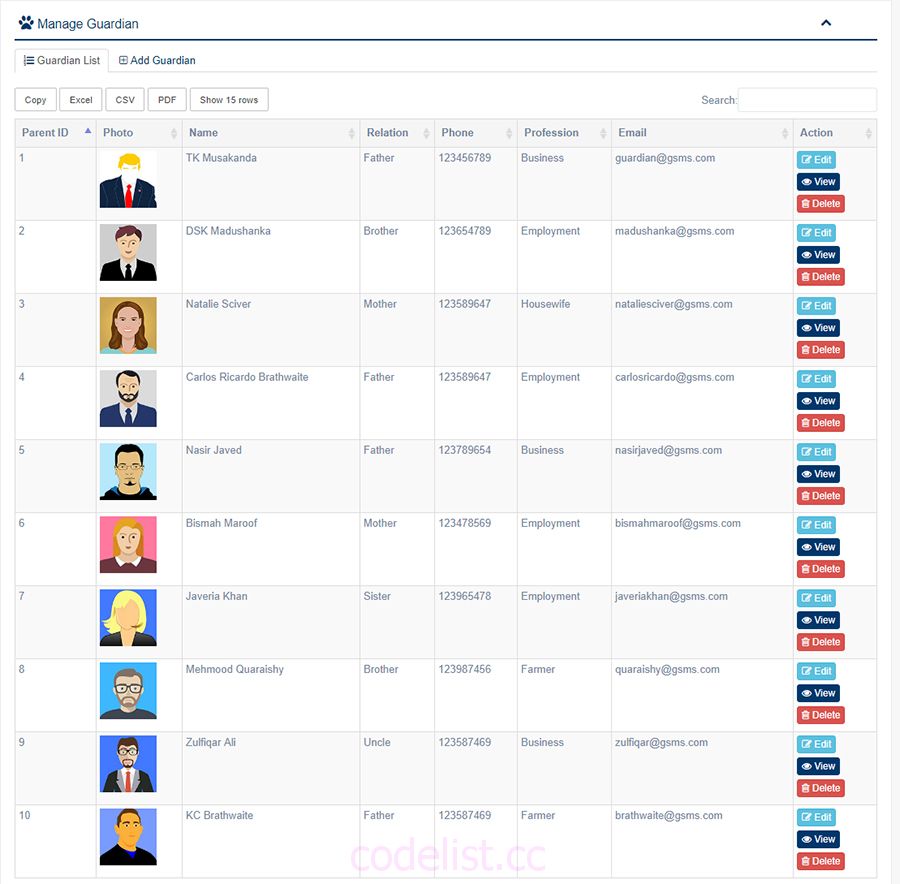 Manage Guardian
Guardian List Add Guardian
Copy Excel CSV PDF Show 15 rows Search:
Parent ID Photo Name Relation Phone Profession Email Action
1 TK Musakanda Father 123456789 Business guardian@gsms.com Edit
View
Delete
2 DSK Madushanka Brother 123654789 Employment madushanka@gsms.com Edit
View
Delete
3 Natalie Sciver Mother 123589647 Housewife nataliesciver@gsms.com Edit
View
Delete
4 Carlos Ricardo Brathwaite Father 123589647 Employment carlosricardo@gsms.com Edit
View
Delete
5 Nasir Javed Father 123789654 Business nasirjaved@gsms.com Edit
View
Delete
6 Bismah Maroof Mother 123478569 Employment bismahmaroof@gsms.com Edit
View
Delete
7 Javeria Khan Sister 123965478 Employment javeriakhan@gsms.com Edit
View
Delete
8 Mehmood Quaraishy Brother 123987456 Farmer quaraishy@gsms.com Edit
View
Delete
9 Zulfiqar Ali Uncle 123587469 Business zulfiqar@gsms.com Edit
View
Delete
10 KC Brathwaite Father 123587469 Farmer brathwaite@gsms.com Edit
View
Delete
codelist.cc